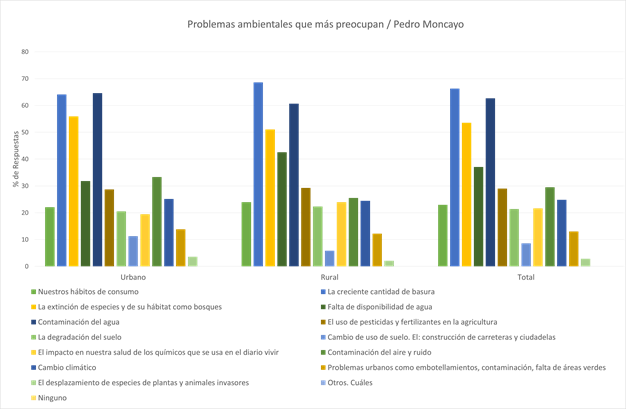 Problemas ambientales que más preocupan / Pedro Moncayo
80
70
60
50
40
30
20
10
0
% de Respuestas
Urbano
Rural
Total
Nuestros hábitos de consumo
La creciente cantidad de basura
La extinción de especies y de su hábitat como bosques
Falta de disponibilidad de agua
Contaminación del agua
El uso de pesticidas y fertilizantes en la agricultura
La degradación del suelo
Cambio de uso de suelo. El: construcción de carreteras y ciudadelas
El impacto en nuestra salud de los químicos que se usa en el diario vivir
Contaminación del aire y ruido
Cambio climático
Problemas urbanos como embotellamientos, contaminación, falta de áreas verdes
El desplazamiento de especies de plantas y animales invasores
Otros. Cuáles
Ninguno